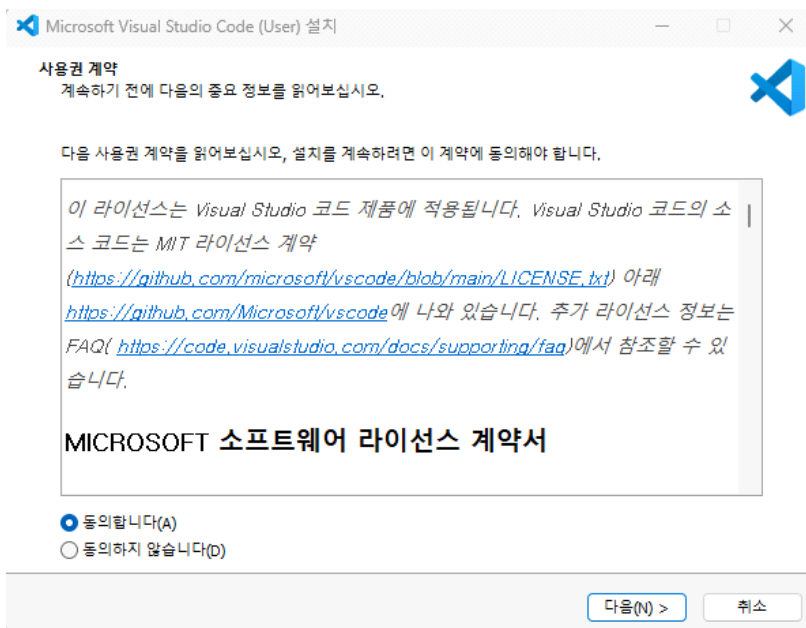 Microsoft Visual Studio Code (User) 설치
사용권 계약
계속하기 전에 다음의 중요 정보를 읽어보십시오.
다음 사용권 계약을 읽어보십시오, 설치를 계속하려면 이 계약에 동의해야 합니다.
이 라이선스는 Visual Studio 코드 제품에 적용됩니다. Visual Studio 코드의 소
스 코드는 MIT 라이선스 계약
(https://github.com/microsoft/vscode/blob/main/LICENSE.txt) 아래
https://github.com/Microsoft/vscode에 나와 있습니다. 추가 라이선스 정보는
FAQ( https://code.visualstudio.com/docs/supporting/faq)에서 참조할 수 있
습니다.
MICROSOFT 소프트웨어 라이선스 계약서
동의합니다(A)
동의하지 않습니다(D)
다음(N) >
취소